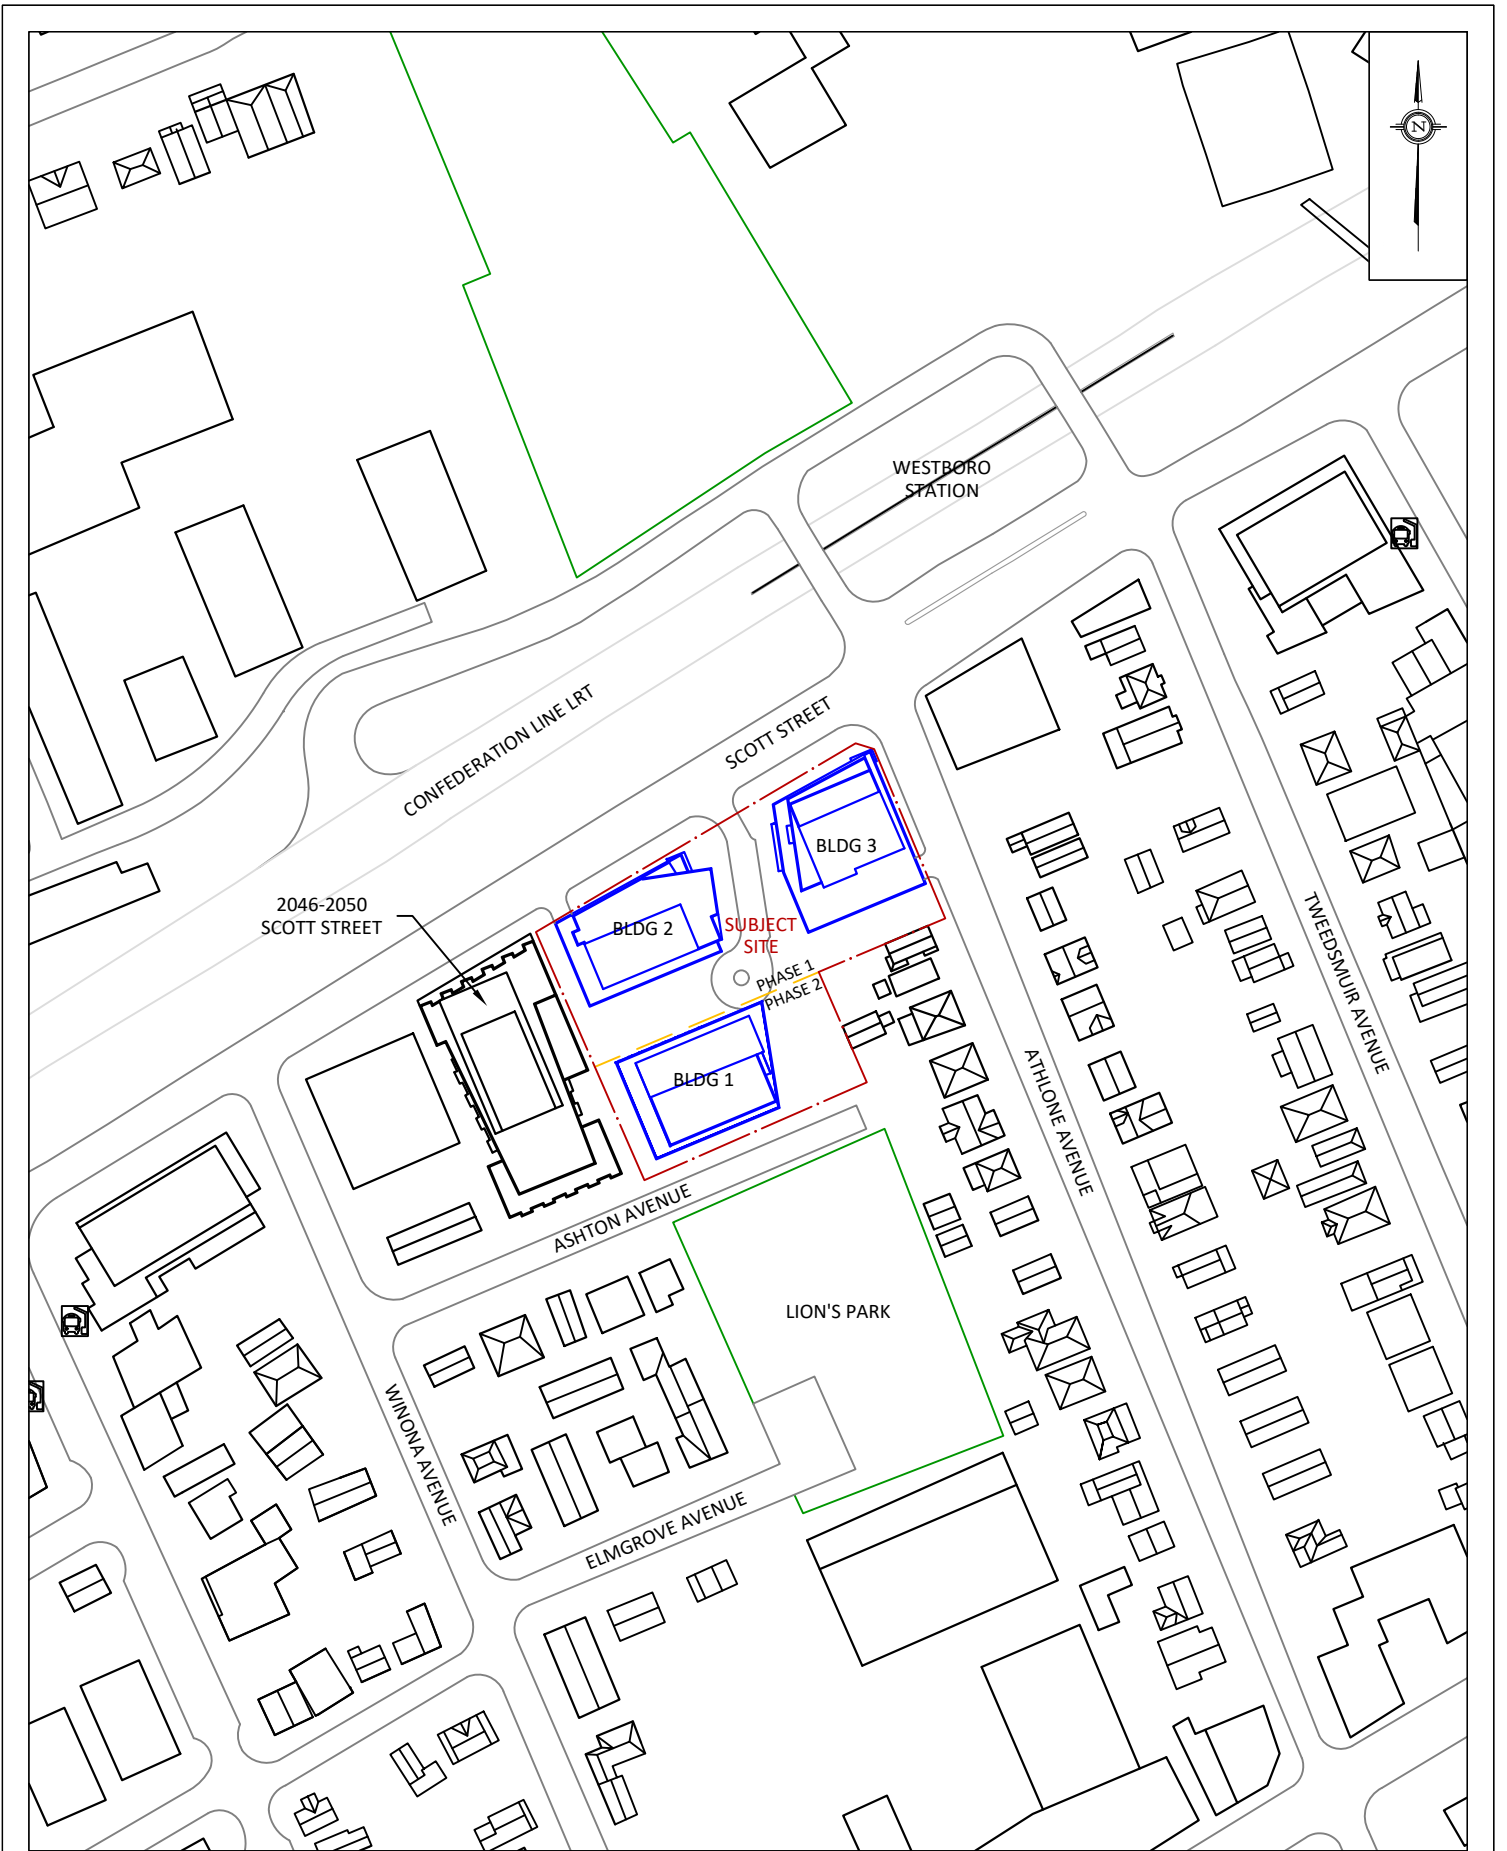 N
WESTBORO
STATION
CONFEDERATION LINE LRT
SCOTT STREET
BLDG 3
2046-2050
SCOTT STREET
BLDG 2
SUBJECT
SITE
PHASE 1
PHASE 2
TWEEDSMUIR AVENUE
BLDG 1
ATHLONE AVENUE
ASHTON AVENUE
LION'S PARK
WINONA AVENUE
ELMGROVE AVENUE